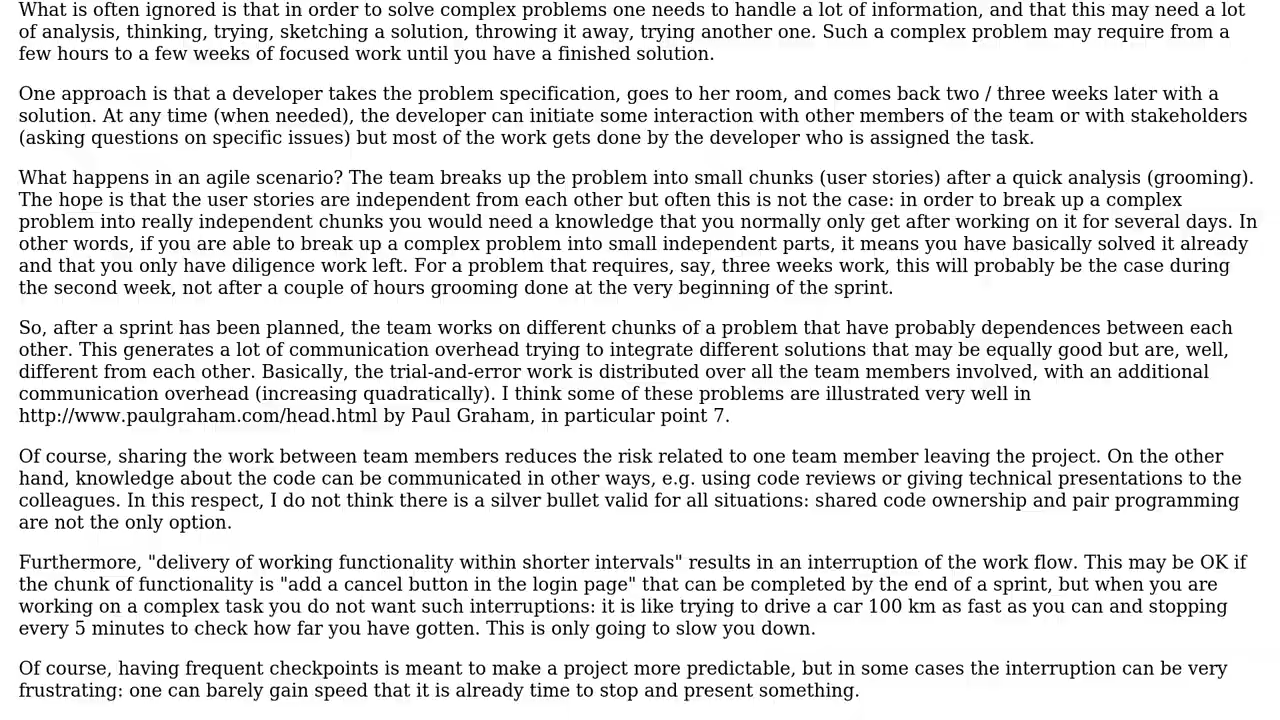 What is often ignored is that in order to solve complex problems one needs to handle a lot of information, and that this may need a lot
of analysis, thinking, trying, sketching a solution, throwing it away, trying another one. Such a complex problem may require from a
few hours to a few weeks of focused work until you have a finished solution.
One approach is that a developer takes the problem specification, goes to her room, and comes back two / three weeks later with a
solution. At any time (when needed), the developer can initiate some interaction with other members of the team or with stakeholders
(asking questions on specific issues) but most of the work gets done by the developer who is assigned the task.
What happens in an agile scenario? The team breaks up the problem into small chunks (user stories) after a quick analysis (grooming).
The hope is that the user stories are independent from each other but often this is not the case: in order to break up a complex
problem into really independent chunks you would need a knowledge that you normally only get after working on it for several days. In
other words, if you are able to break up a complex problem into small independent parts, it means you have basically solved it already
and that you only have diligence work left. For a problem that requires, say, three weeks work, this will probably be the case during
the second week, not after a couple of hours grooming done at the very beginning of the sprint.
So, after a sprint has been planned, the team works on different chunks of a problem that have probably dependences between each
other. This generates a lot of communication overhead trying to integrate different solutions that may be equally good but are, well,
different from each other. Basically, the trial-and-error work is distributed over all the team members involved, with an additional
communication overhead (increasing quadratically). I think some of these problems are illustrated very well in
http://www.paulgraham.com/head.html by Paul Graham, in particular point 7.
Of course, sharing the work between team members reduces the risk related to one team member leaving the project. On the other
hand, knowledge about the code can be communicated in other ways, e.g. using code reviews or giving technical presentations to the
colleagues. In this respect, I do not think there is a silver bullet valid for all situations: shared code ownership and pair programming
are not the only option.
Furthermore, "delivery of working functionality within shorter intervals" results in an interruption of the work flow. This may be OK if
the chunk of functionality is "add a cancel button in the login page" that can be completed by the end of a sprint, but when you are
working on a complex task you do not want such interruptions: it is like trying to drive a car 100 km as fast as you can and stopping
every 5 minutes to check how far you have gotten. This is only going to slow you down.
Of course, having frequent checkpoints is meant to make a project more predictable, but in some cases the interruption can be very
frustrating: one can barely gain speed that it is already time to stop and present something.